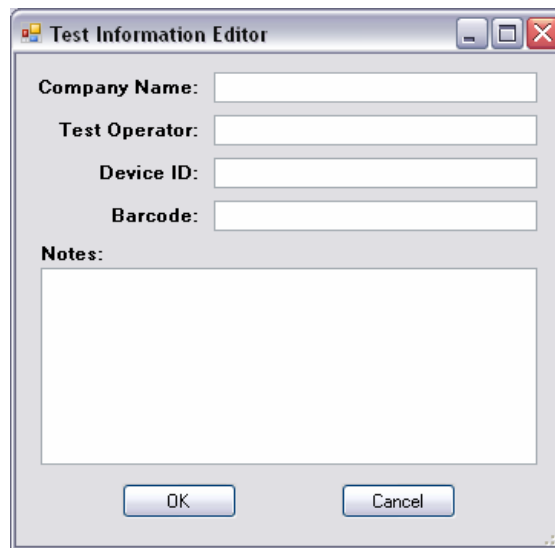 Test Information Editor
Company Name:
Test Operator:
Device ID:
Barcode:
Notes:
OK Cancel